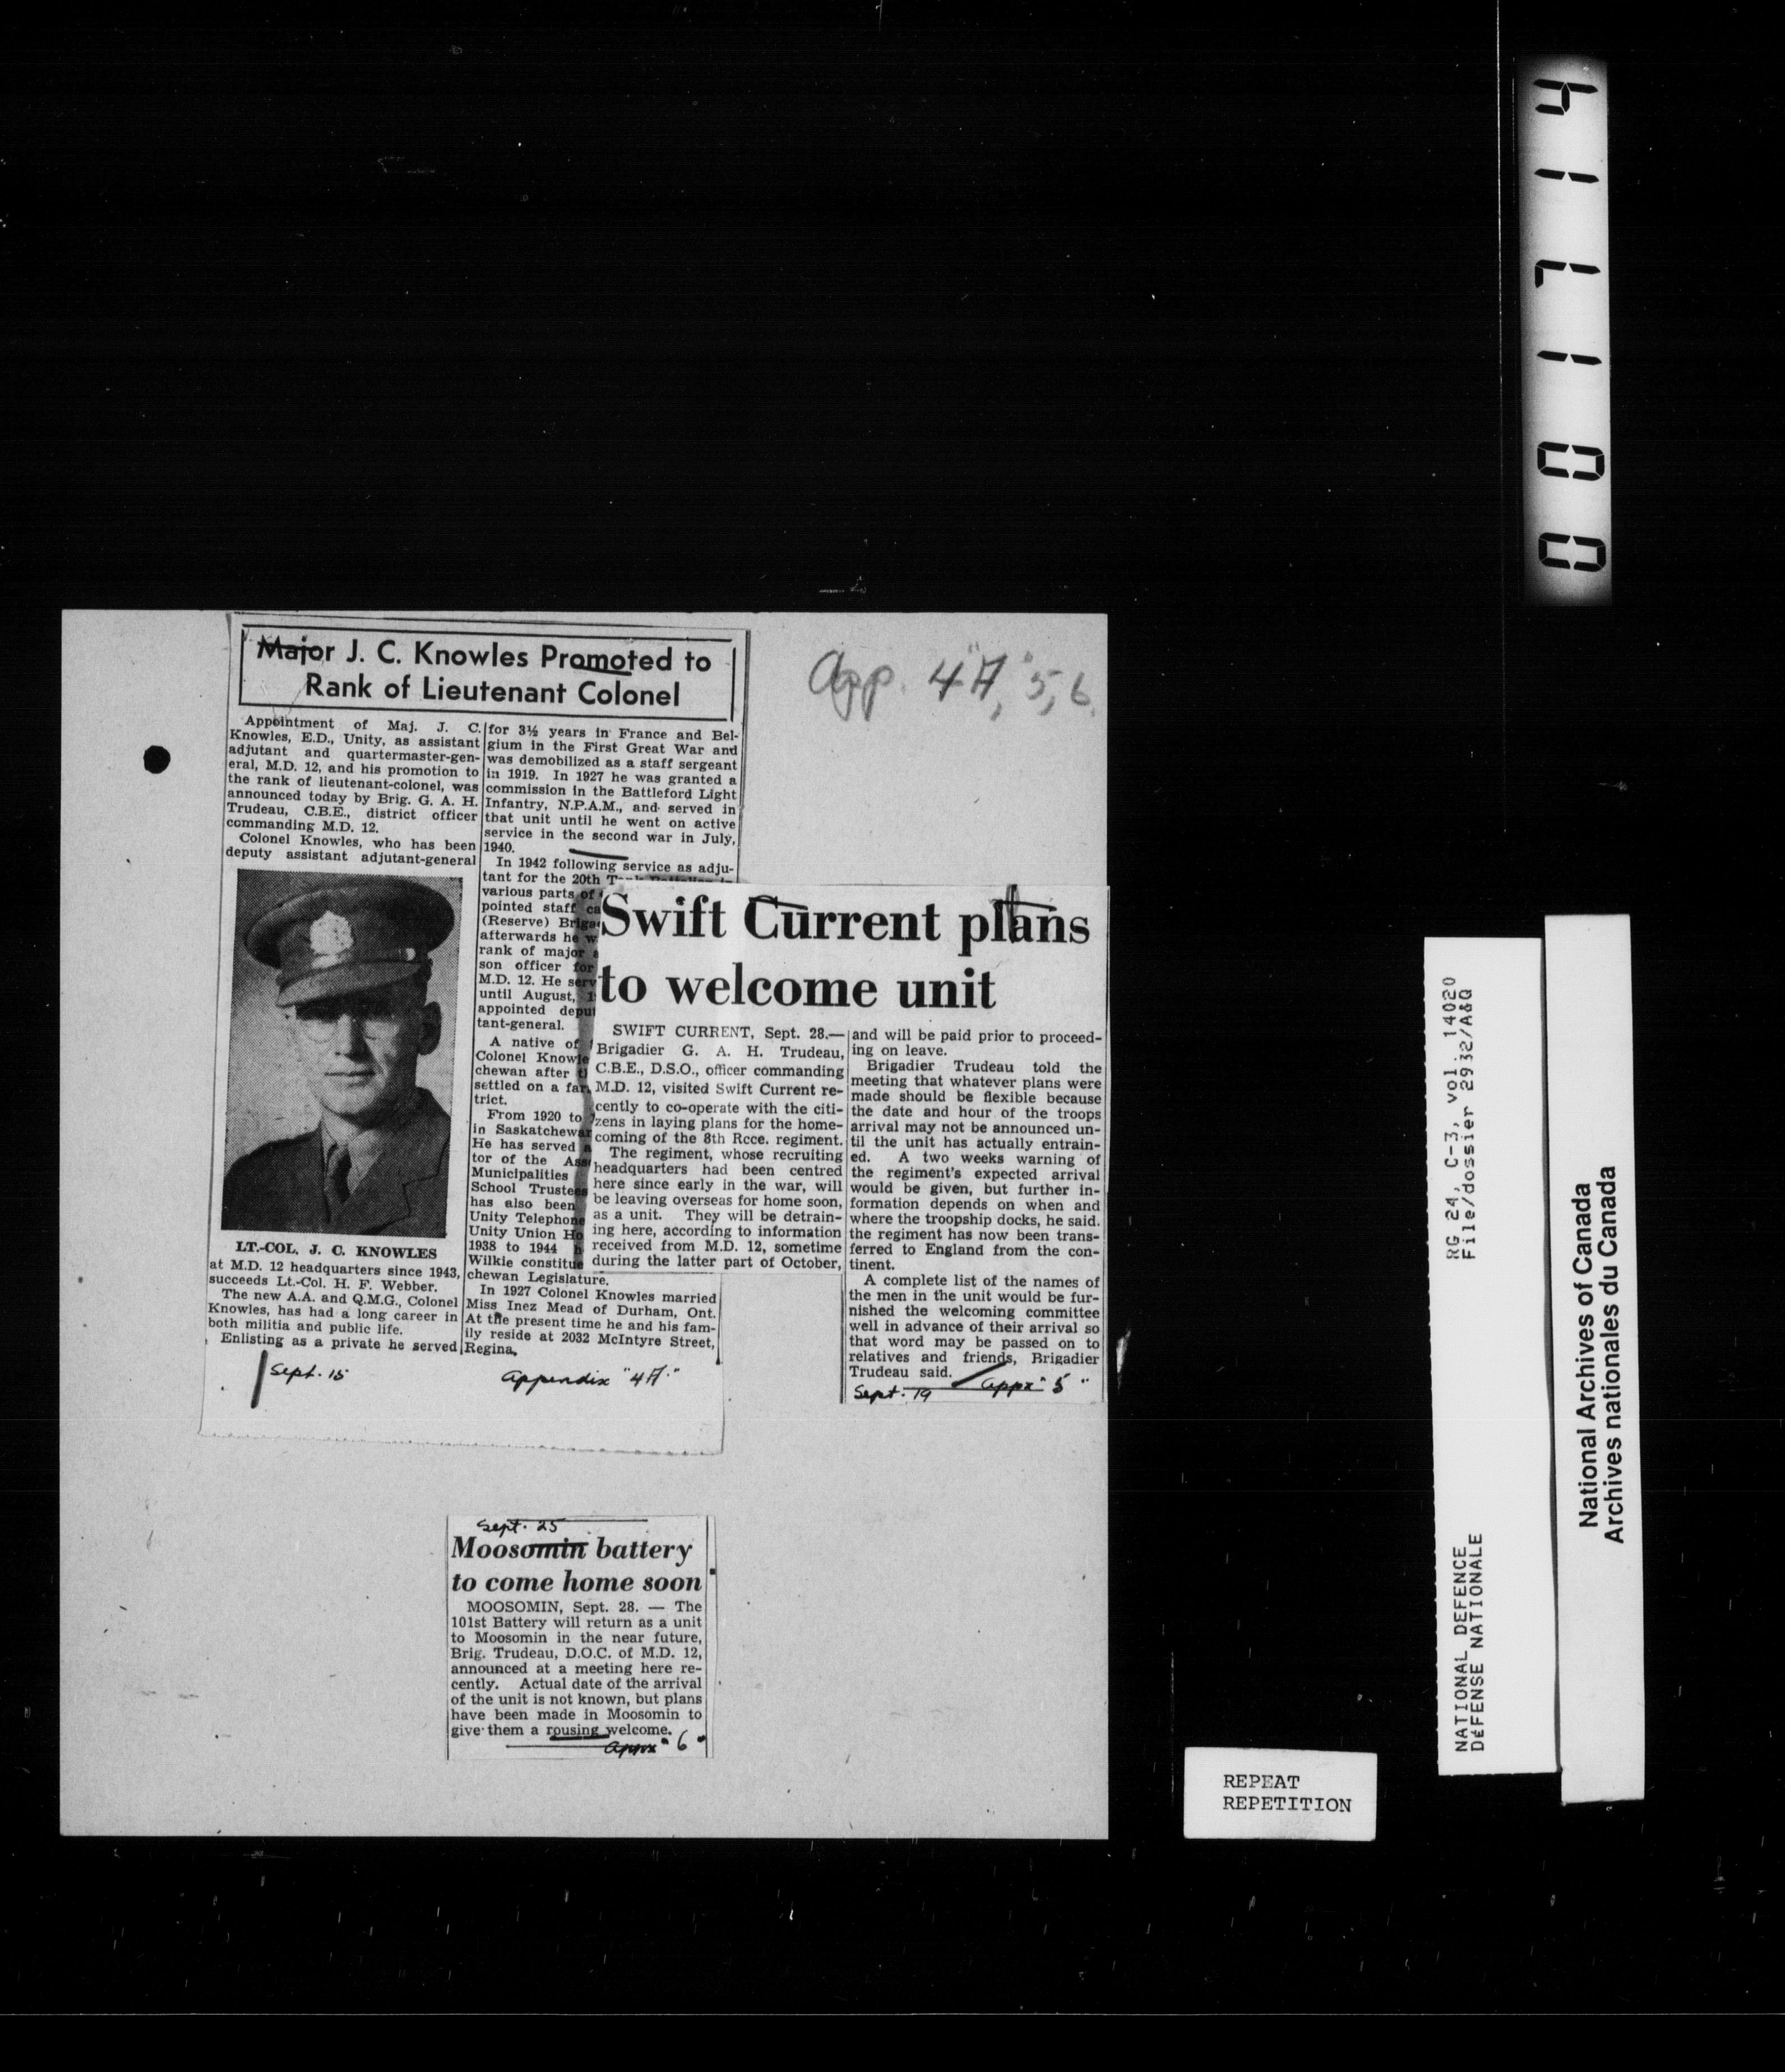 Major J. C. Knowles Promoted to
Rank of Lieutenant Colonel
App. 4"A", 5, 6.
Appointment of Maj. J. C.
Knowles, E.D., Unity, as assistant
adjutant and quartermaster-gen-
eral, M.D. 12, and his promotion to
the rank of lieutenant-colonel, was
announced today by Brig. G. A. H.
Trudeau, C.B.E., district officer
commanding M.D. 12.
Colonel Knowles, who has been
deputy assistant adjutant-general
LT.-COL. J. C. KNOWLES
at M.D. 12 headquarters since 1943,
succeeds Lt.-Col. H. F. Webber.
The new A.A. and Q.M.G., Colonel
Knowles, has had a long career in
both militia and public life.
Enlisting as a private he served
for 3½ years in France and Bel-
gium in the First Great War and
was demobilized as a staff sergeant
in 1919. In 1927 he was granted a
commission in the Battleford Light
Infantry, N.P.A.M., and served in
that unit until he went on active
service in the second war in July,
1940.
In 1942 following service as adju-
tant for the 20th
various parts of
pointed staff ca
(Reserve) Briga
afterwards he w
rank of major
son officer for
M.D. 12. He serv
until August, 1
appointed deput
tant-general.
A native of
Colonel Knowle
chewan after t
settled on a far
trict.
From 1920 to
in Saskatchewan
He has served a
tor of the Ass
Municipalities
School Trustees
has also been
Unity Telephone
Unity Union Ho
1938 to 1944 h
Wilkie constitue
chewan Legislature.
In 1927 Colonel Knowles married
Miss Inez Mead of Durham, Ont.
At the present time he and his fam-
ily reside at 2032 McIntyre Street,
Regina.
Sept. 15
Appendix "4A."
Swift Current plans
to welcome unit
SWIFT CURRENT, Sept. 28.—
Brigadier G. A. H. Trudeau,
C.B.E., D.S.O., officer commanding
M.D. 12, visited Swift Current re-
cently to co-operate with the citi-
zens in laying plans for the home-
coming of the 8th Rcce. regiment.
The regiment, whose recruiting
headquarters had been centred
here since early in the war, will
be leaving overseas for home soon,
as a unit. They will be detrain-
ing here, according to information
received from M.D. 12, sometime
during the latter part of October,
and will be paid prior to proceed-
ing on leave.
Brigadier Trudeau told the
meeting that whatever plans were
made should be flexible because
the date and hour of the troops
arrival may not be announced un-
til the unit has actually entrain-
ed. A two weeks warning of
the regiment's expected arrival
would be given, but further in-
formation depends on when and
where the troopship docks, he said.
the regiment has now been trans-
ferred to England from the con-
tinent.
A complete list of the names of
the men in the unit would be fur-
nished the welcoming committee
well in advance of their arrival so
that word may be passed on to
relatives and friends, Brigadier
Trudeau said.
Sept. 19
Appx "5"
Sept. 25
Moosomin battery
to come home soon
MOOSOMIN, Sept. 28. — The
101st Battery will return as a unit
to Moosomin in the near future,
Brig. Trudeau, D.O.C. of M.D. 12,
announced at a meeting here re-
cently. Actual date of the arrival
of the unit is not known, but plans
have been made in Moosomin to
give them a rousing welcome.
Appx "6"
001714
NATIONAL DEFENCE
DéFENSE NATIONALE
RG 24, C-3, vol. 14020
File/dossier 2932/A&Q
National Archives of Canada
Archives nationales du Canada
REPEAT
REPETITION